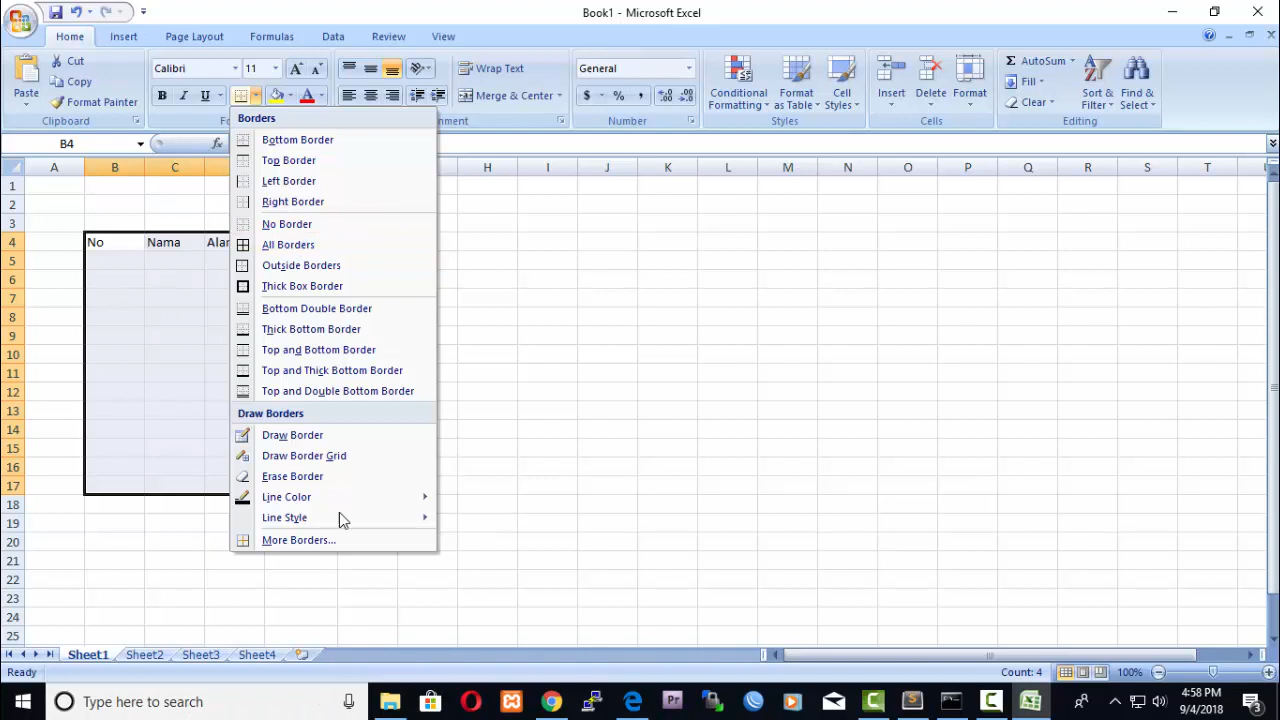 Book1 - Microsoft Excel
Home Insert Page Layout Formulas Data Review View
Paste
Cut
Copy
Format Painter
Clipboard
Calibri 11
B I U A
Wrap Text
Merge & Center
General
$ % ,
Number
Conditional Formatting
Format as Table
Cell Styles
Styles
Insert
Delete
Format
Cells
AutoSum
Fill
Clear
Sort & Filter
Find & Select
Editing
B4 fx
A B C H I J K L M N O P Q R S T
1
2
3
4 No Nama
5
6
7
8
9
10
11
12
13
14
15
16
17
18
19
20
21
22
23
24
25
Borders
Bottom Border
Top Border
Left Border
Right Border
No Border
All Borders
Outside Borders
Thick Box Border
Bottom Double Border
Thick Bottom Border
Top and Bottom Border
Top and Thick Bottom Border
Top and Double Bottom Border
Draw Borders
Draw Border
Draw Border Grid
Erase Border
Line Color
Line Style
More Borders...
Sheet1 Sheet2 Sheet3 Sheet4
Ready Count: 4 100%
Type here to search
4:58 PM
9/4/2018